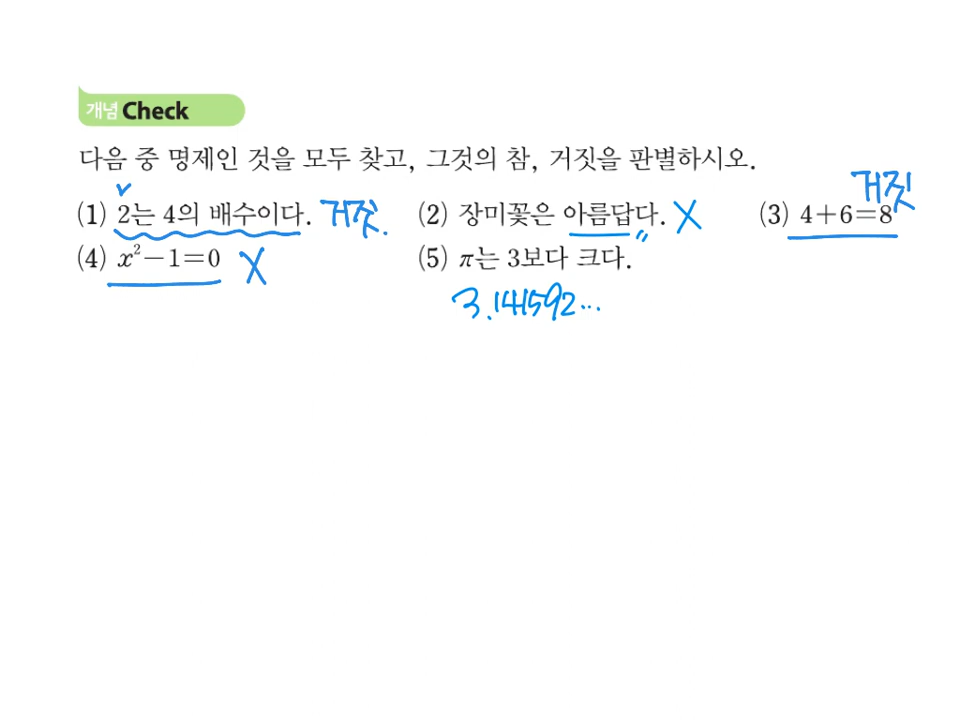 개념 Check
다음 중 명제인 것을 모두 찾고, 그것의 참, 거짓을 판별하시오.
거짓
(1) 2는 4의 배수이다. 거짓. (2) 장미꽃은 아름답다. X (3) 4+6=8
(4) x²-1=0 X (5) π는 3보다 크다.
3.141592...